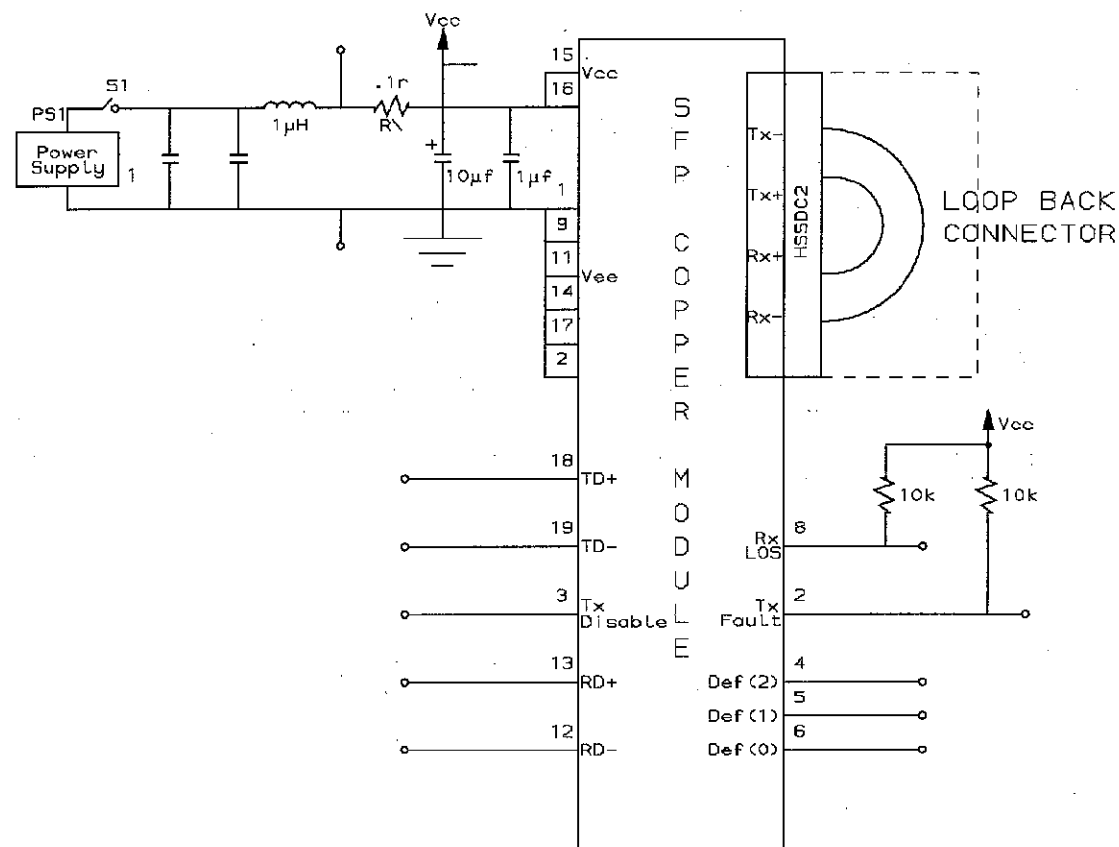 Vcc
15
Vcc
16
.1r
S1
PS1
1μH
R\
Power
Supply
1
+
10μf
1μf
1
9
11
Vee
14
17
2
SFP COPPER MODULE
Tx-
Tx+
Rx+
Rx-
HSSDC2
LOOP BACK
CONNECTOR
Vcc
10k
10k
18
TD+
19
TD-
3
Tx
Disable
13
RD+
12
RD-
8
Rx
LOS
2
Tx
Fault
4
Def(2)
5
Def(1)
6
Def(0)